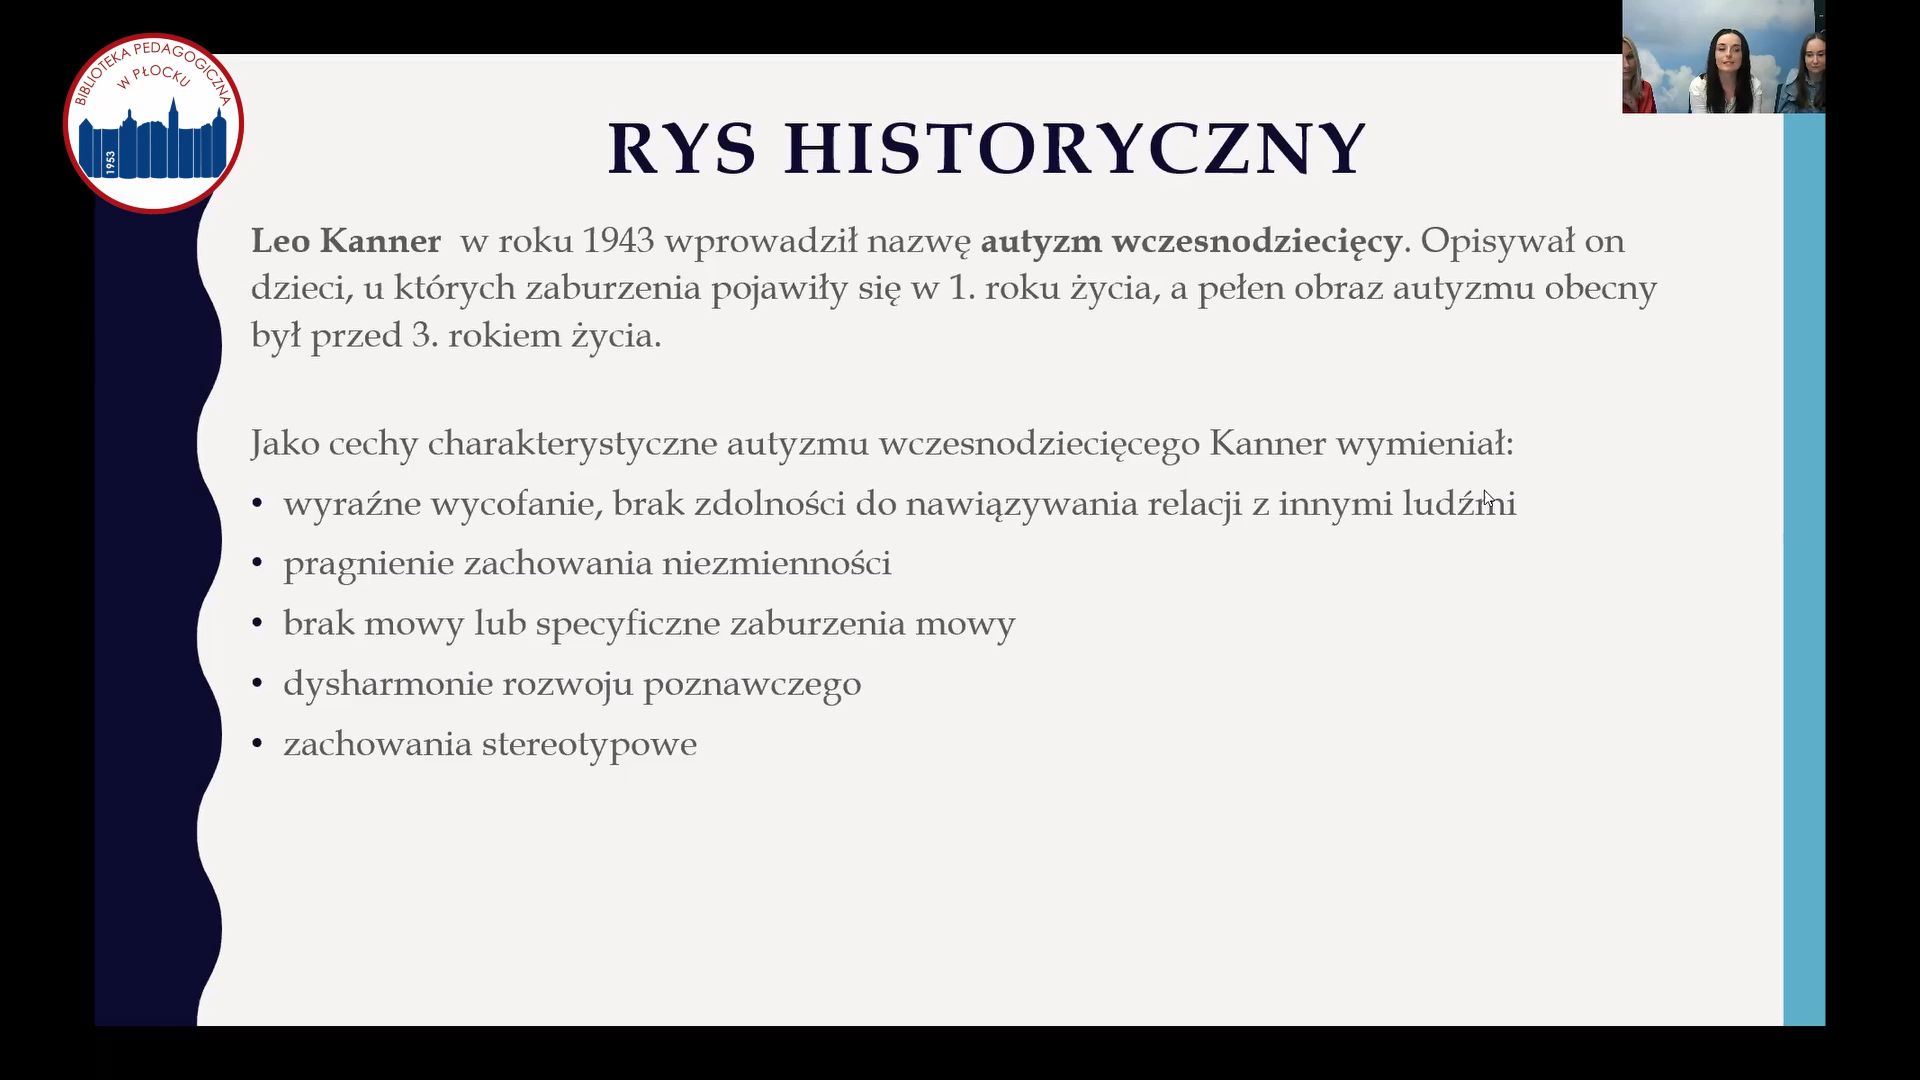 BIBLIOTEKA PEDAGOGICZNA
W PŁOCKU
1953
RYS HISTORYCZNY
Leo Kanner w roku 1943 wprowadził nazwę autyzm wczesnodziecięcy. Opisywał on
dzieci, u których zaburzenia pojawiły się w 1. roku życia, a pełen obraz autyzmu obecny
był przed 3. rokiem życia.
Jako cechy charakterystyczne autyzmu wczesnodziecięcego Kanner wymieniał:
• wyraźne wycofanie, brak zdolności do nawiązywania relacji z innymi ludźmi
• pragnienie zachowania niezmienności
• brak mowy lub specyficzne zaburzenia mowy
• dysharmonie rozwoju poznawczego
• zachowania stereotypowe